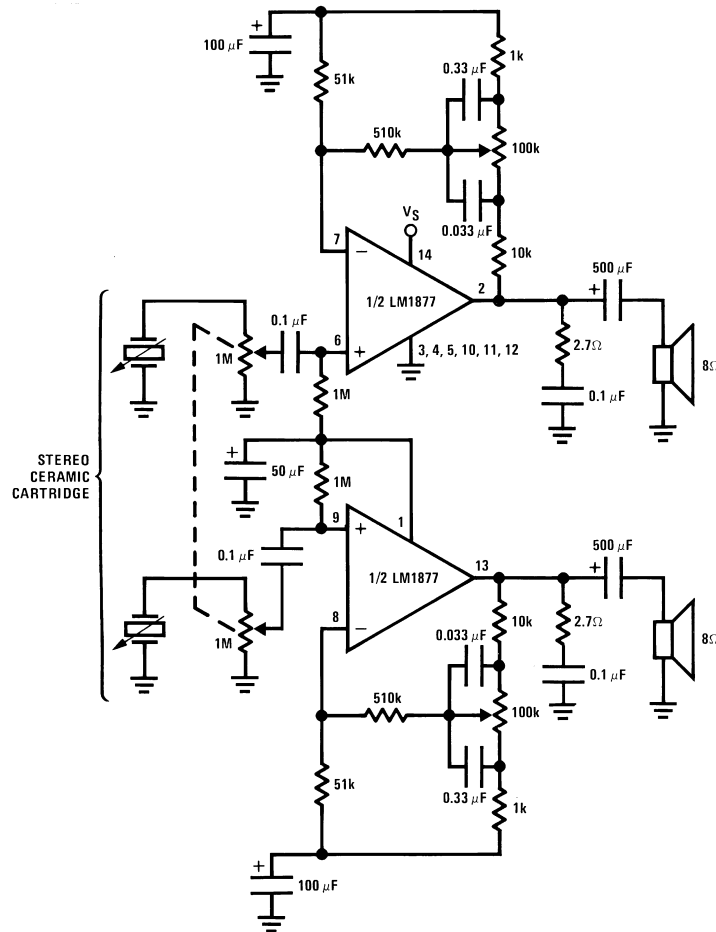 +
100 μF
51k
1k
0.33 μF
510k
100k
0.033 μF
10k
VS
14
7
−
1/2 LM1877
2
6
+
3, 4, 5, 10, 11, 12
+
500 μF
2.7Ω
0.1 μF
8Ω
1M
0.1 μF
1M
+
50 μF
1M
STEREO
CERAMIC
CARTRIDGE
9
+
1
0.1 μF
1/2 LM1877
13
8
−
1M
+
500 μF
10k
2.7Ω
0.033 μF
0.1 μF
8Ω
510k
100k
51k
0.33 μF
1k
+
100 μF